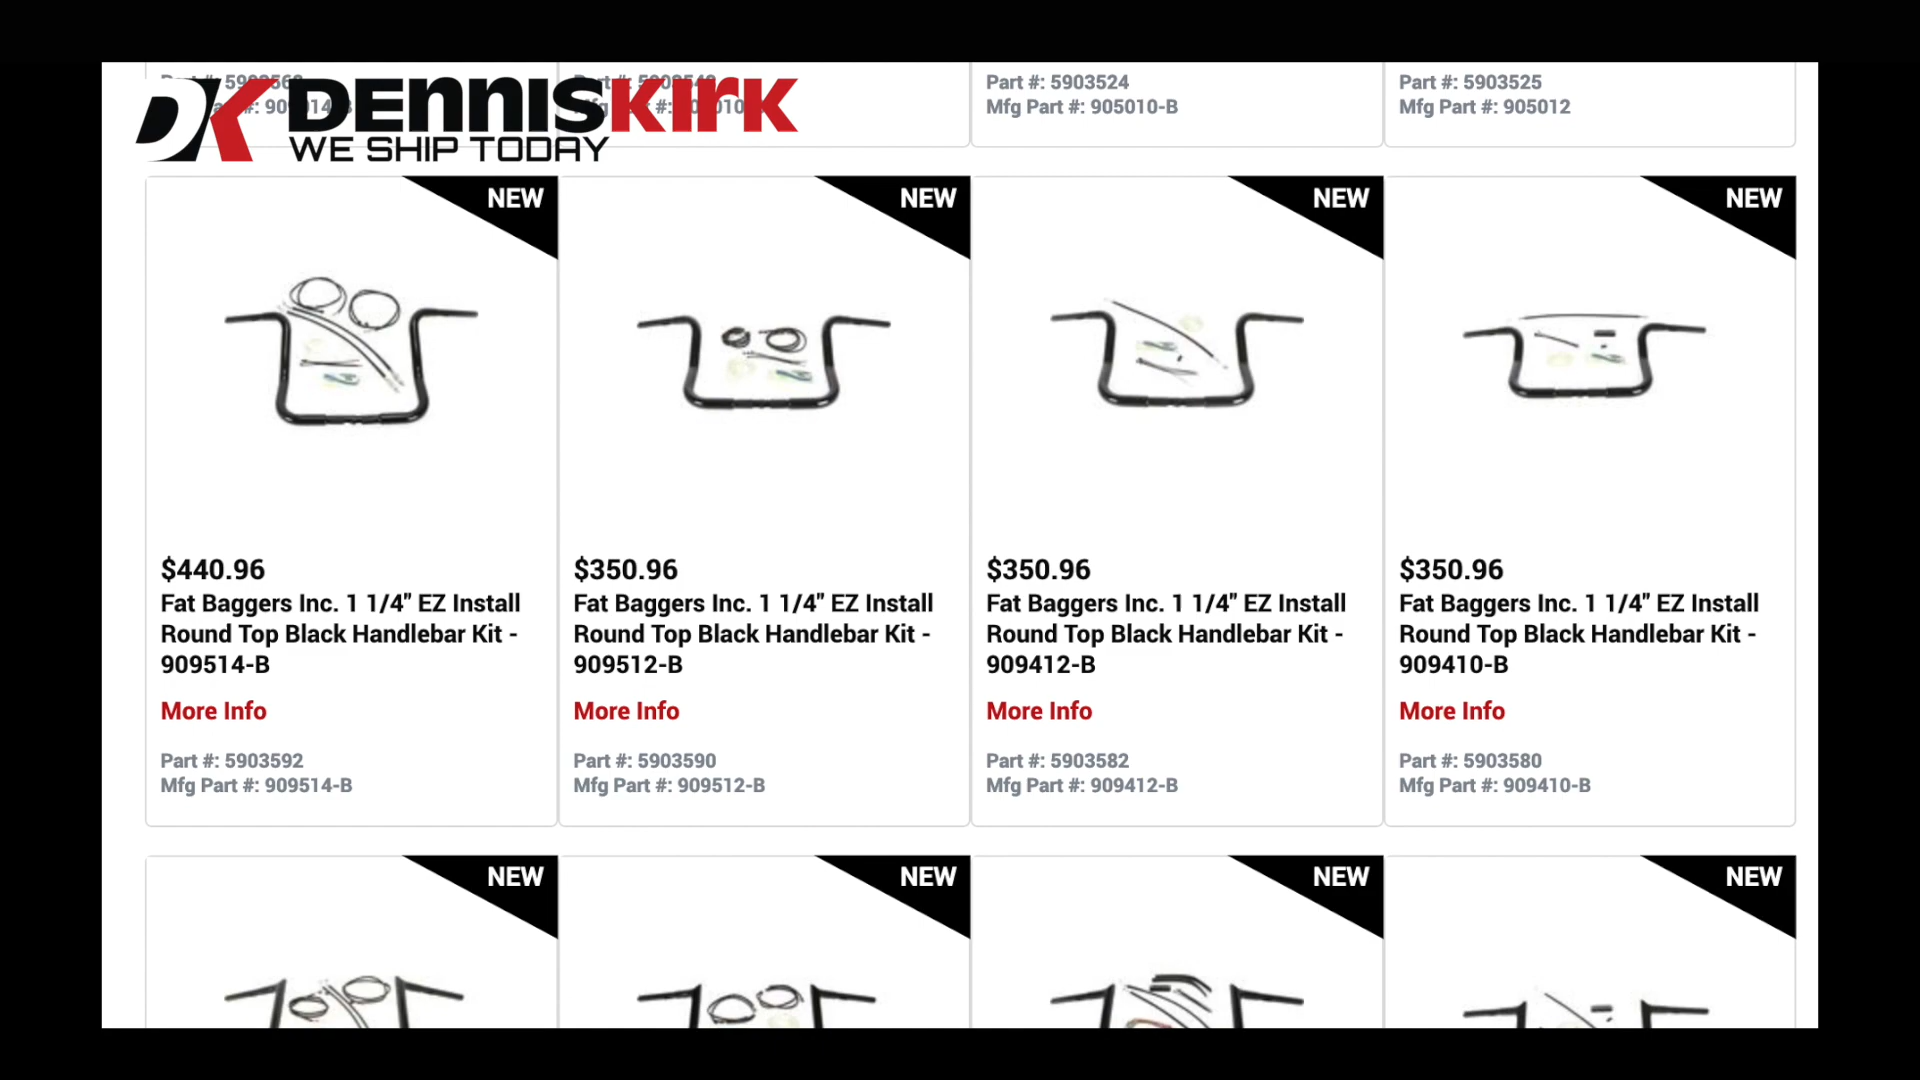 DK DENNIS KIRK
WE SHIP TODAY
Part #: 5903524
Mfg Part #: 905010-B
Part #: 5903525
Mfg Part #: 905012
NEW
NEW
NEW
NEW
$440.96
Fat Baggers Inc. 1 1/4" EZ Install
Round Top Black Handlebar Kit -
909514-B
More Info
Part #: 5903592
Mfg Part #: 909514-B
$350.96
Fat Baggers Inc. 1 1/4" EZ Install
Round Top Black Handlebar Kit -
909512-B
More Info
Part #: 5903590
Mfg Part #: 909512-B
$350.96
Fat Baggers Inc. 1 1/4" EZ Install
Round Top Black Handlebar Kit -
909412-B
More Info
Part #: 5903582
Mfg Part #: 909412-B
$350.96
Fat Baggers Inc. 1 1/4" EZ Install
Round Top Black Handlebar Kit -
909410-B
More Info
Part #: 5903580
Mfg Part #: 909410-B
NEW
NEW
NEW
NEW